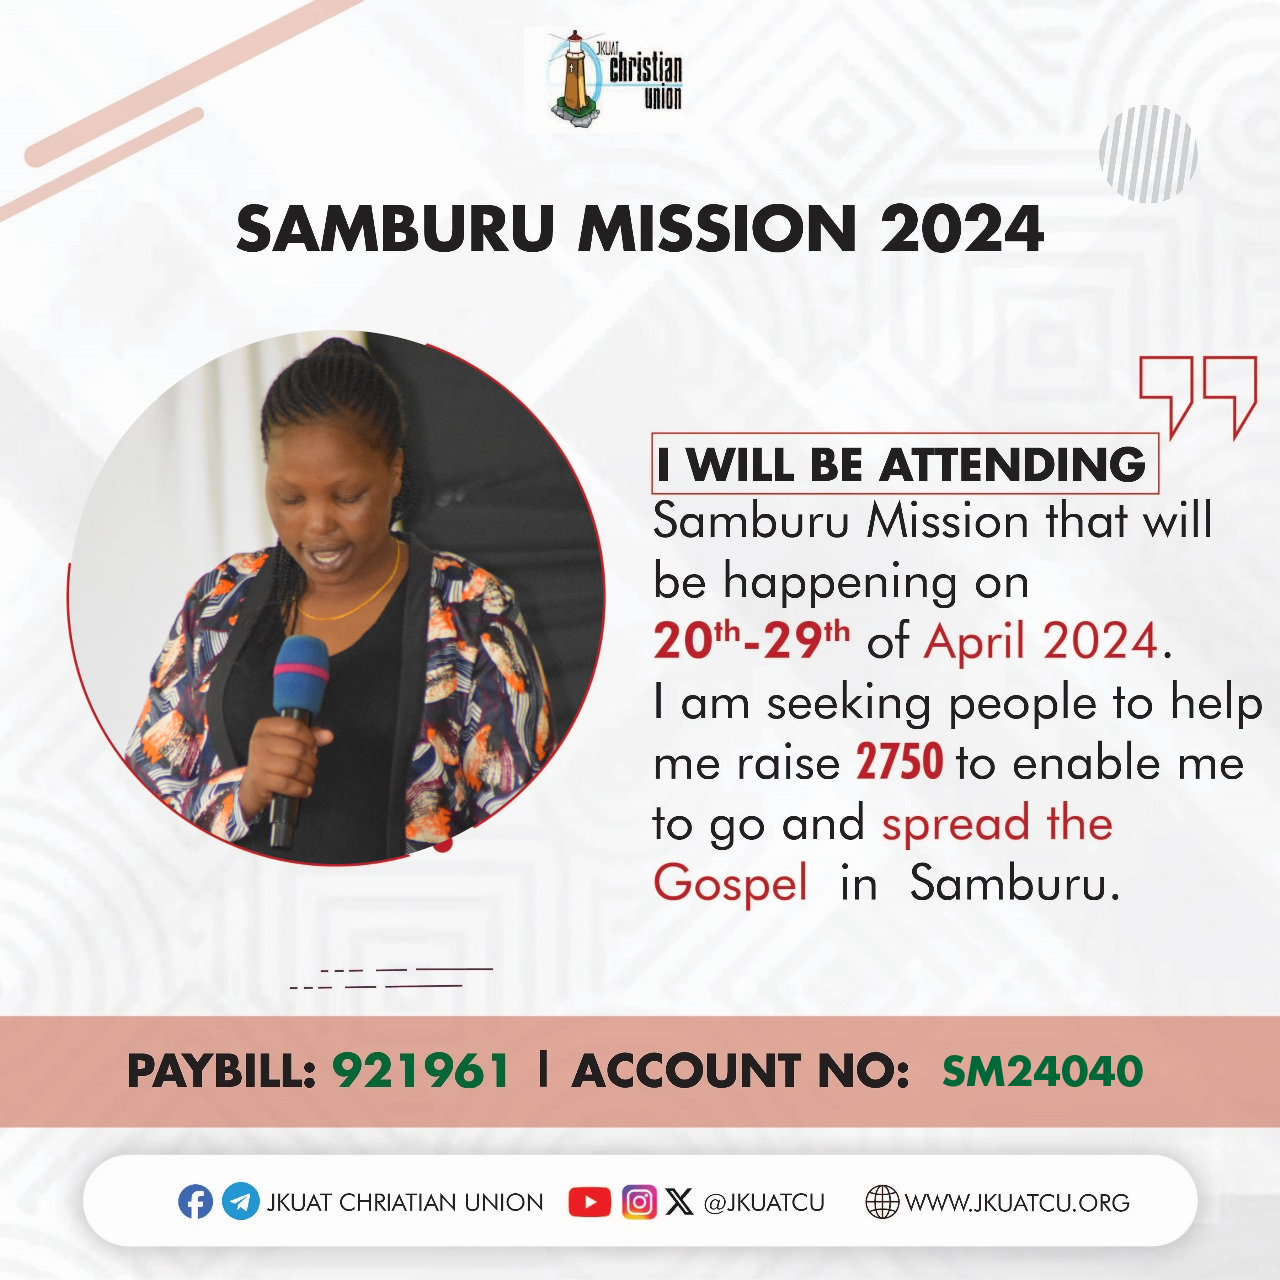 JKUAT
christian
union
SAMBURU MISSION 2024
I WILL BE ATTENDING
Samburu Mission that will
be happening on
20th-29th of April 2024.
I am seeking people to help
me raise 2750 to enable me
to go and spread the
Gospel in Samburu.
PAYBILL: 921961 | ACCOUNT NO: SM24040
JKUAT CHRIATIAN UNION @JKUATCU WWW.JKUATCU.ORG